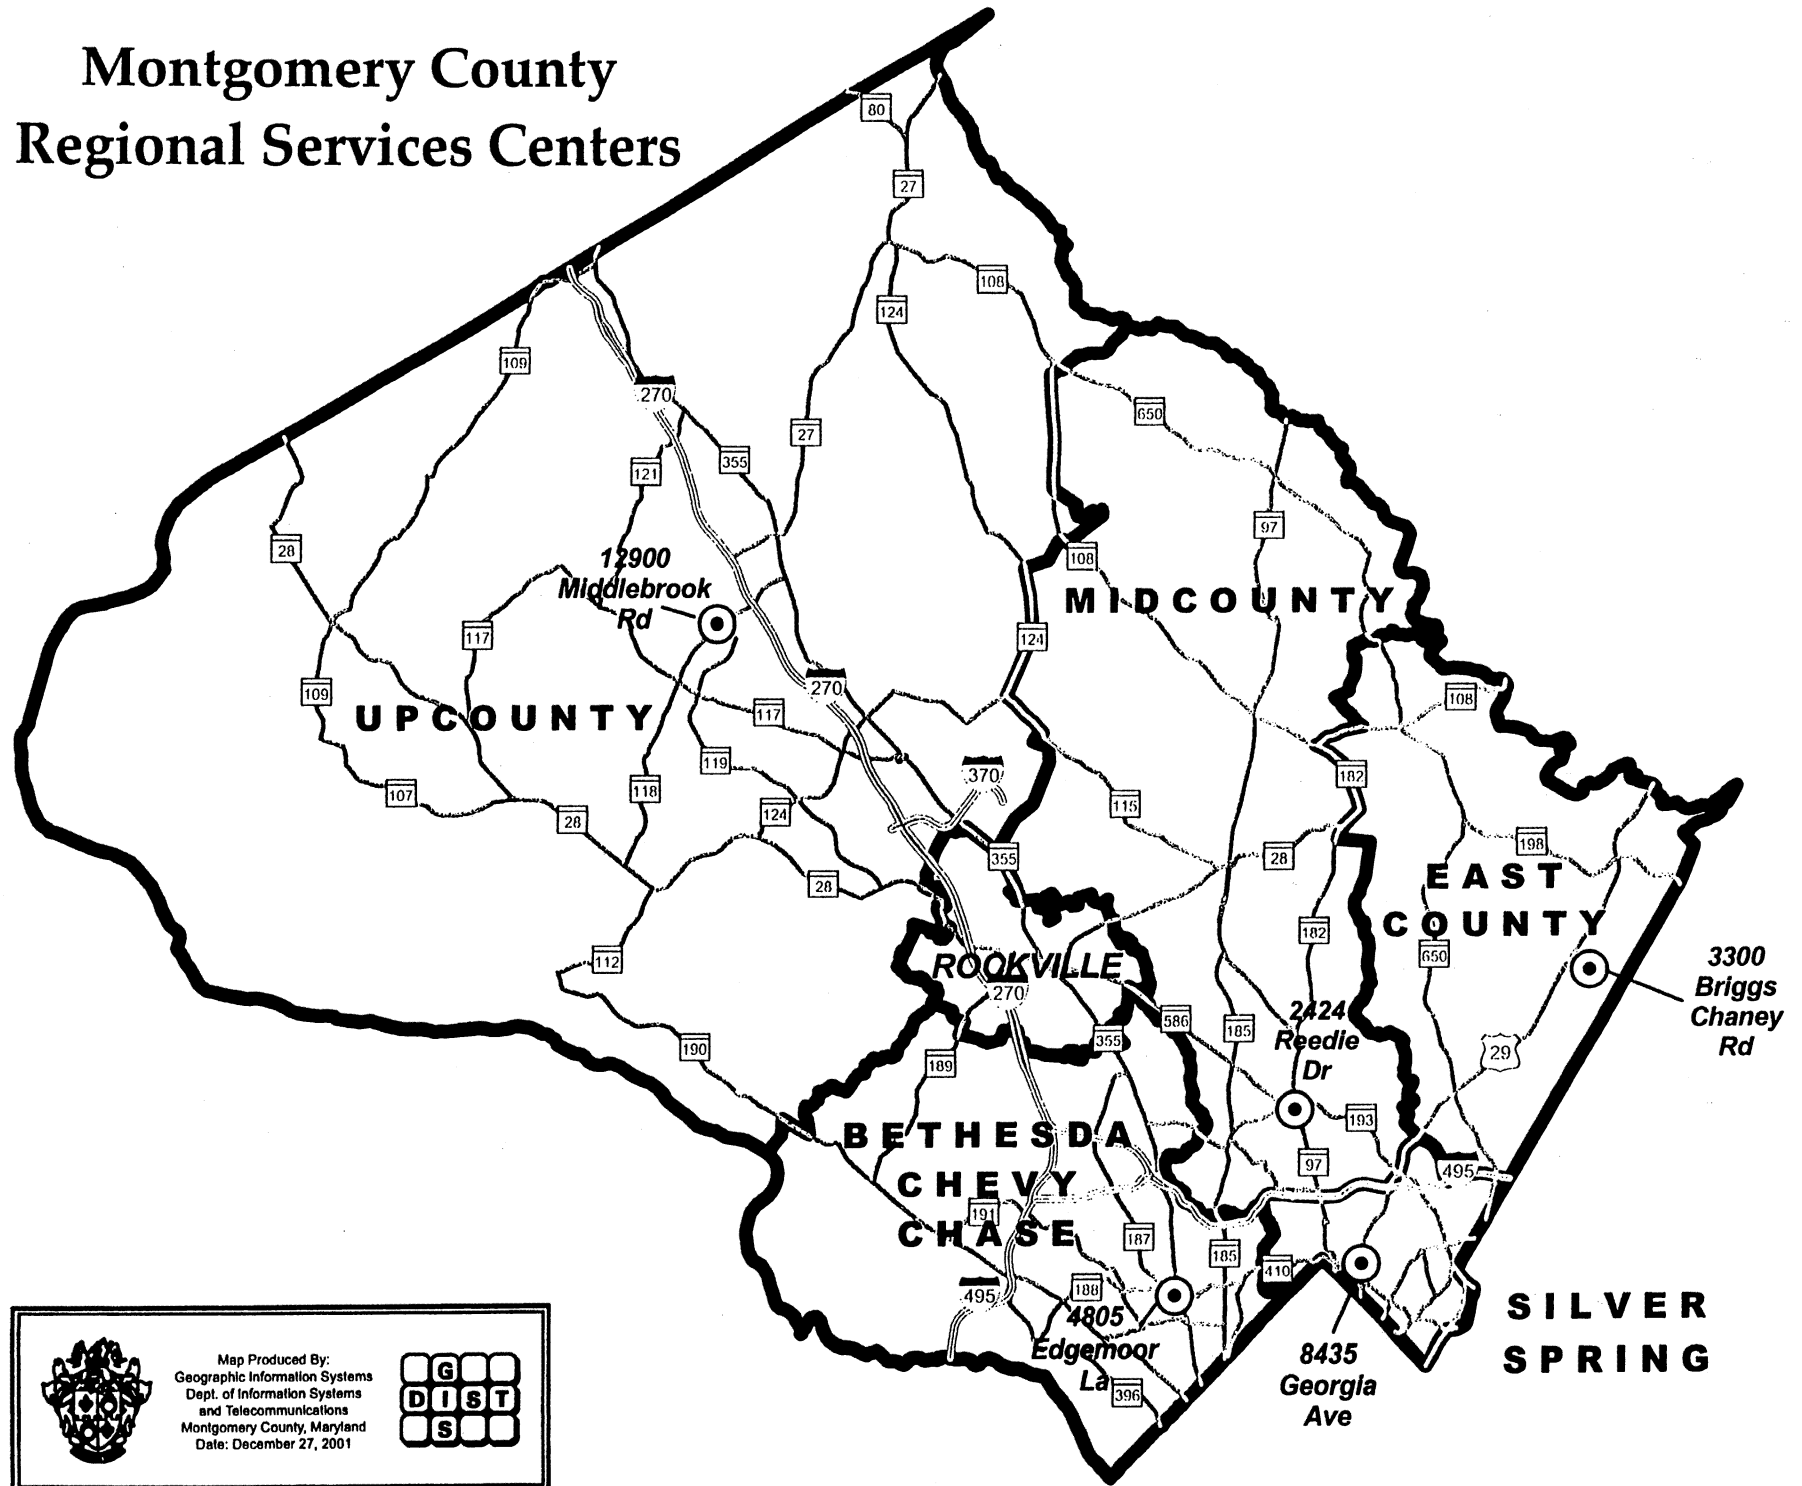 Montgomery County
Regional Services Centers
80
27
108
124
109
270
650
27
355
121
97
28
12900
Middlebrook
Rd
108
MIDCOUNTY
117
124
109
270
108
UPCOUNTY
117
119
370
182
107
118
115
124
28
355
28
198
28
EAST
COUNTY
182
650
112
ROCKVILLE
3300
Briggs
Chaney
Rd
270
586
185
2424
Reedie
Dr
190
355
189
29
193
BETHESDA
CHEVY
CHASE
97
495
191
187
185
410
495
188
4805
Edgemoor
La
396
8435
Georgia
Ave
SILVER
SPRING
Map Produced By:
Geographic Information Systems
Dept. of Information Systems
and Telecommunications
Montgomery County, Maryland
Date: December 27, 2001
G
DIST
S